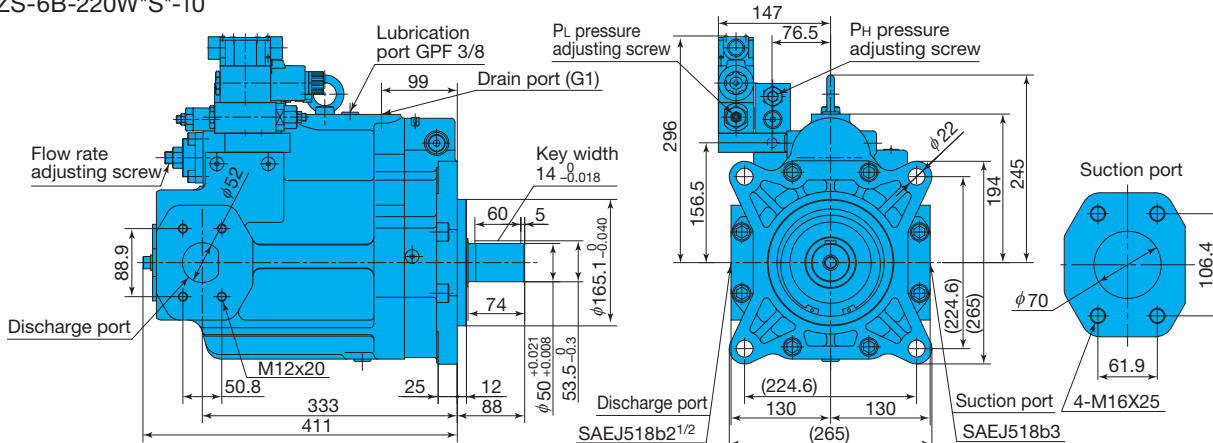 ZS-6B-220W*S*-10
Lubrication
port GPF 3/8
99
Drain port (G1)
Flow rate
adjusting screw
φ52
Key width
14 0 -0.018
60
5
88.9
φ165.1 0 -0.040
74
Discharge port
M12x20
50.8
25
12
φ50 +0.021 +0.008
53.5 0 -0.3
333
88
411
147
76.5
PL pressure
adjusting screw
PH pressure
adjusting screw
296
156.5
φ22
194
245
(224.6)
(265)
(224.6)
130
130
(265)
Discharge port
SAEJ518b2 1/2
Suction port
SAEJ518b3
Suction port
φ70
106.4
61.9
4-M16X25